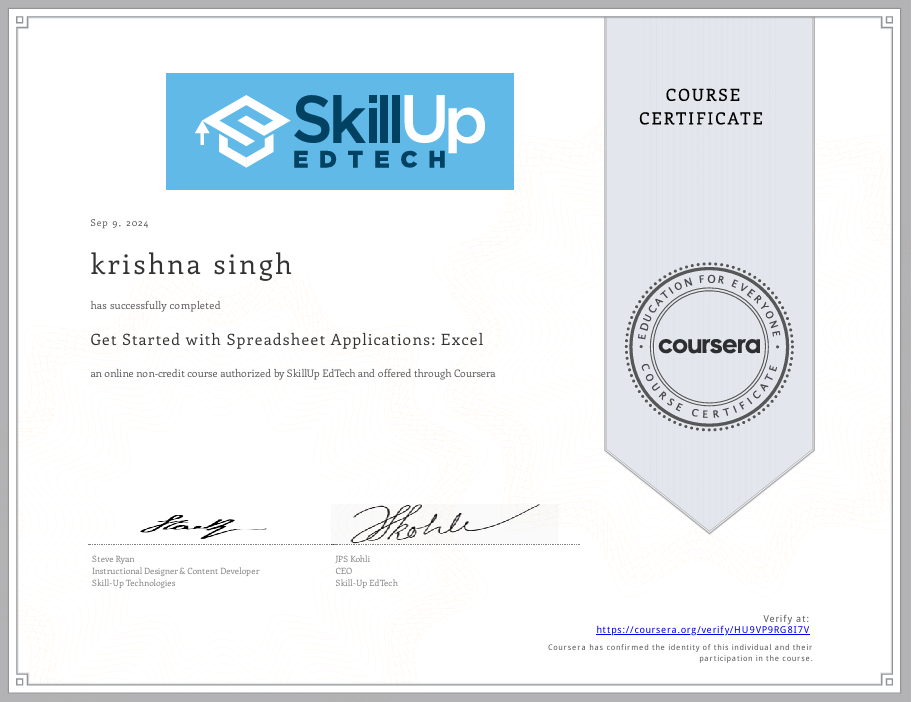 SkillUp
EDTECH
COURSE
CERTIFICATE
Sep 9, 2024
krishna singh
has successfully completed
Get Started with Spreadsheet Applications: Excel
an online non-credit course authorized by SkillUp EdTech and offered through Coursera
EDUCATION FOR EVERYONE
coursera
COURSE CERTIFICATE
Steve Ryan
Instructional Designer & Content Developer
Skill-Up Technologies
JPS Kohli
CEO
Skill-Up EdTech
Verify at:
https://coursera.org/verify/HU9VP9RG8I7V
Coursera has confirmed the identity of this individual and their
participation in the course.